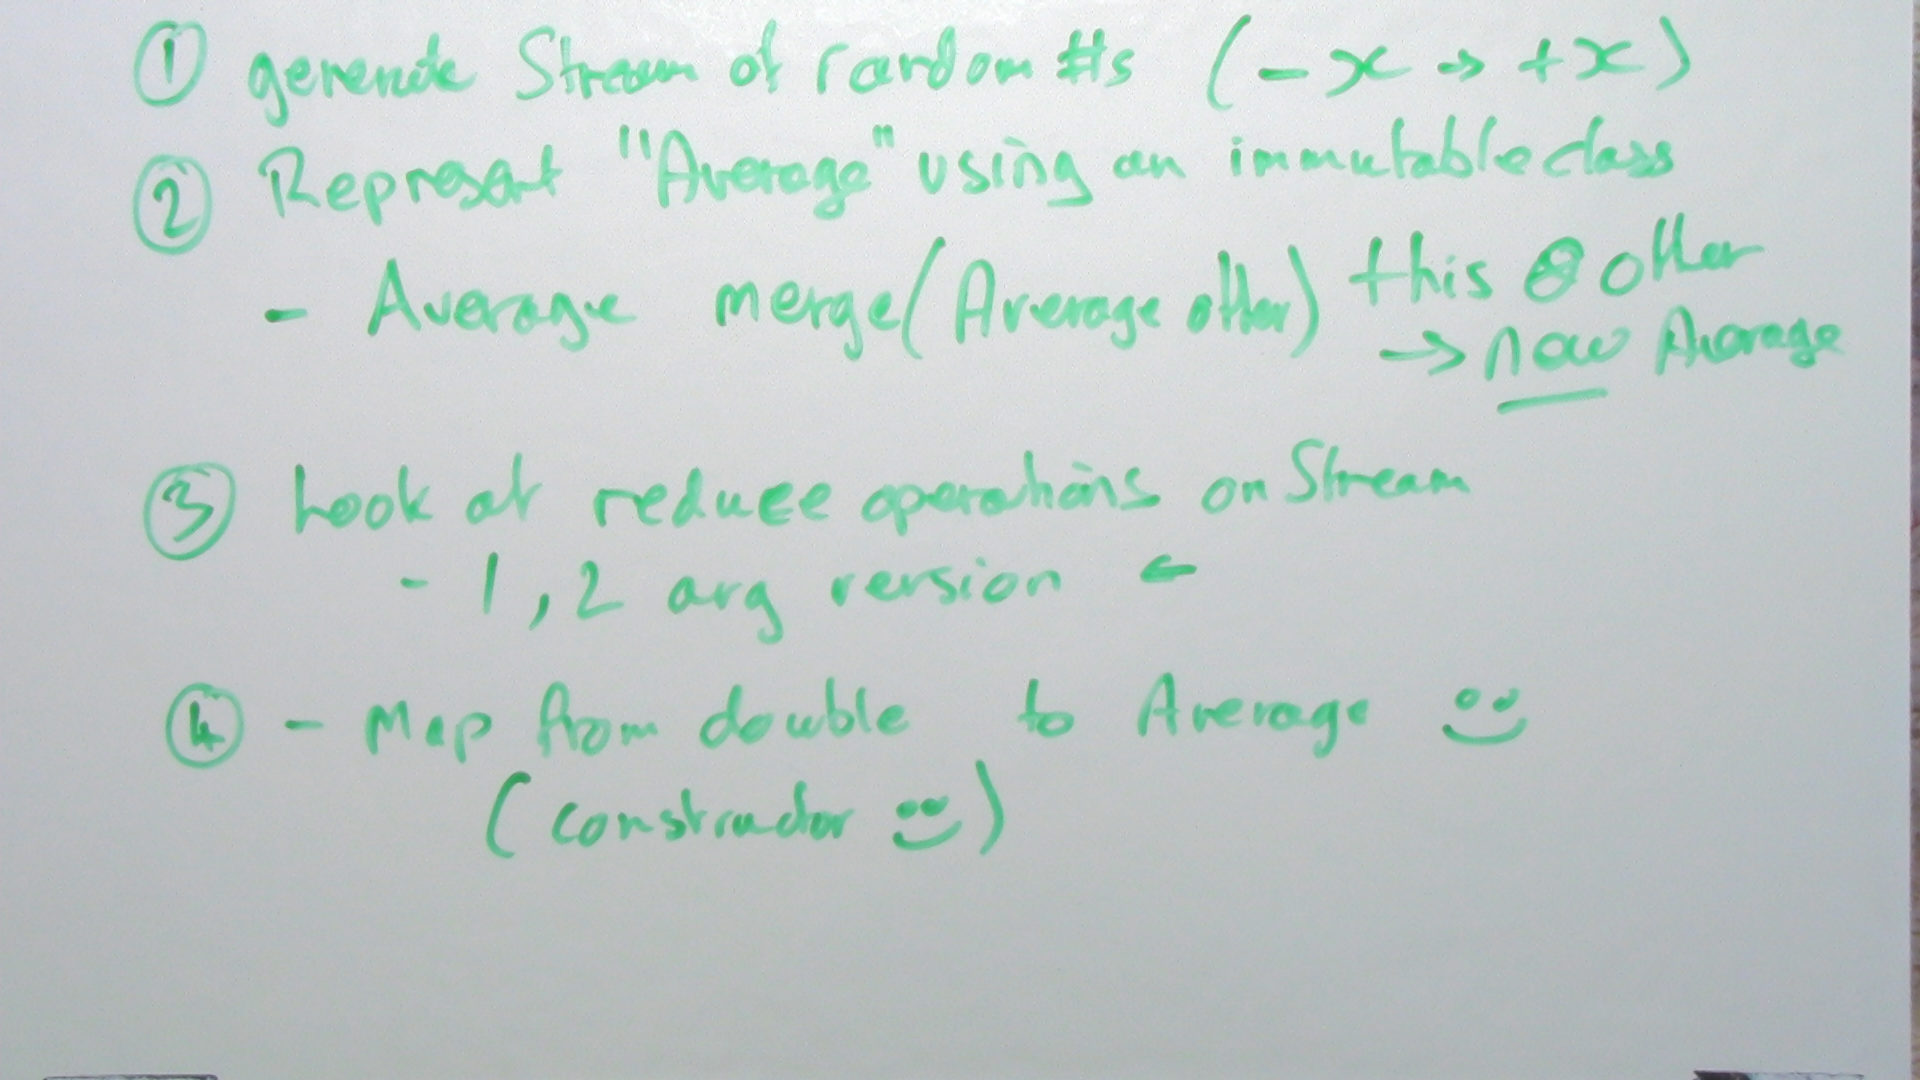 ① generate Stream of random #s (-x → +x)
② Represent "Average" using an immutable class
- Average merge(Average other) this & other
→ new Average
③ Look at reduce operations on Stream
- 1, 2 arg version ←
④ - Map from double to Average
(constructor )